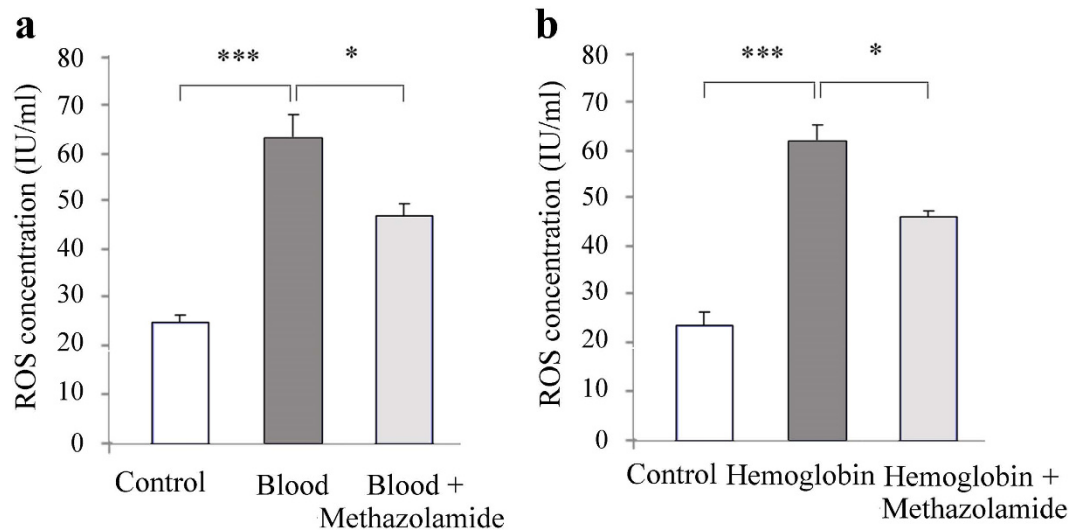 a
ROS concentration (IU/ml)
80
70
60
50
40
30
20
10
0
***
*
Control
Blood
Blood +
Methazolamide
b
ROS concentration (IU/ml)
80
70
60
50
40
30
20
10
0
***
*
Control
Hemoglobin
Hemoglobin +
Methazolamide